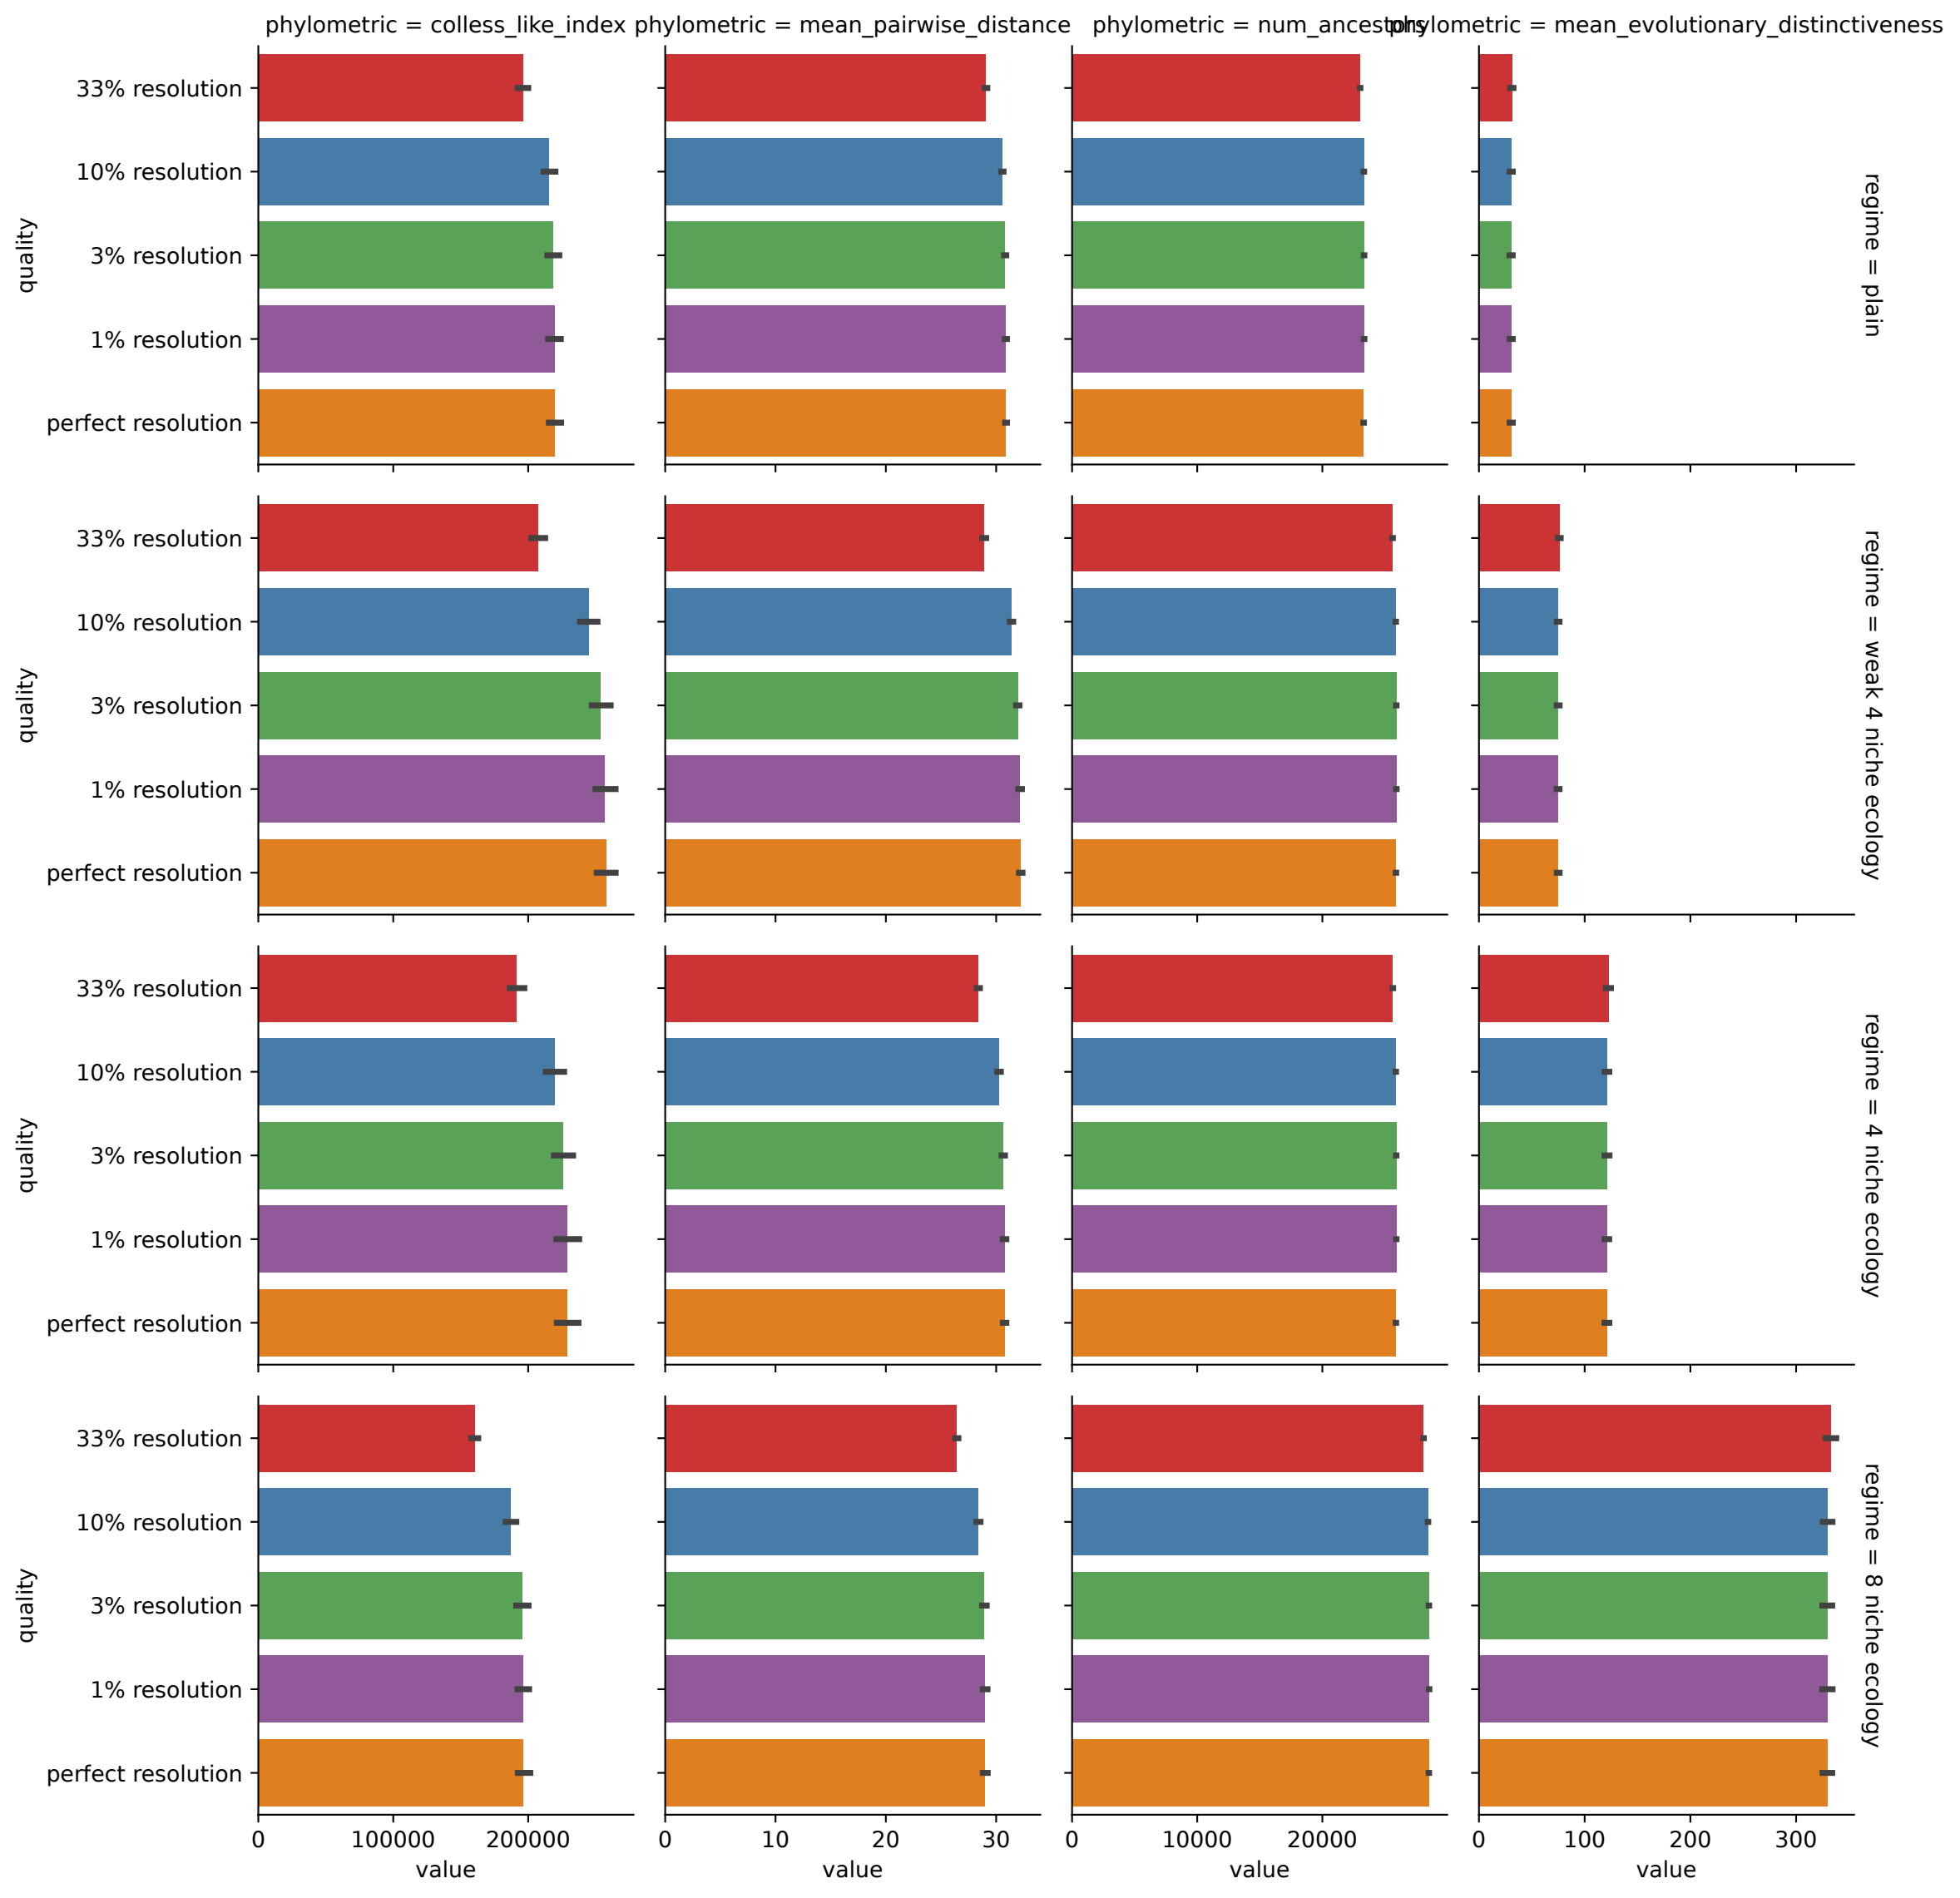 phylometric = colless_like_index
phylometric = mean_pairwise_distance
phylometric = num_ancestors
phylometric = mean_evolutionary_distinctiveness
quality
33% resolution
10% resolution
3% resolution
1% resolution
perfect resolution
regime = plain
quality
33% resolution
10% resolution
3% resolution
1% resolution
perfect resolution
regime = weak 4 niche ecology
quality
33% resolution
10% resolution
3% resolution
1% resolution
perfect resolution
regime = 4 niche ecology
quality
33% resolution
10% resolution
3% resolution
1% resolution
perfect resolution
regime = 8 niche ecology
0 100000 200000
0 10 20 30
0 10000 20000
0 100 200 300
value
value
value
value